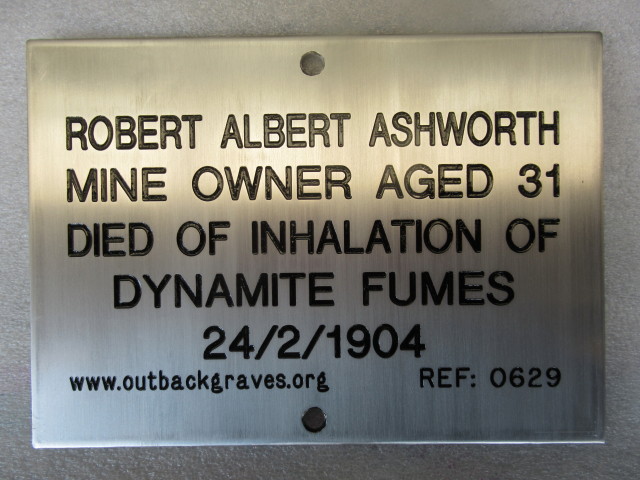 ROBERT ALBERT ASHWORTH
MINE OWNER AGED 31
DIED OF INHALATION OF
DYNAMITE FUMES
24/2/1904
www.outbackgraves.org REF: 0629